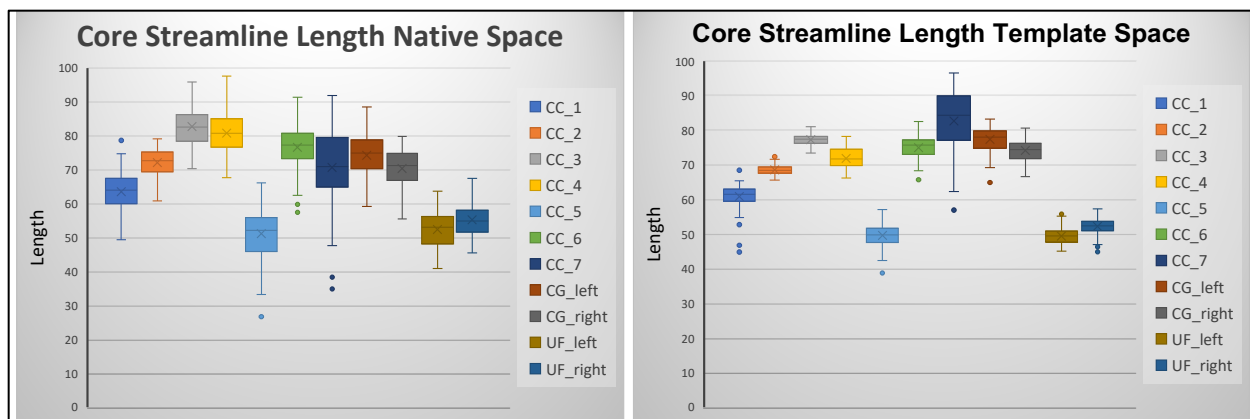 Core Streamline Length Native Space
100
90
80
70
60
50
40
30
20
10
0
Length
CC_1
CC_2
CC_3
CC_4
CC_5
CC_6
CC_7
CG_left
CG_right
UF_left
UF_right
Core Streamline Length Template Space
100
90
80
70
60
50
40
30
20
10
0
Length
CC_1
CC_2
CC_3
CC_4
CC_5
CC_6
CC_7
CG_left
CG_right
UF_left
UF_right